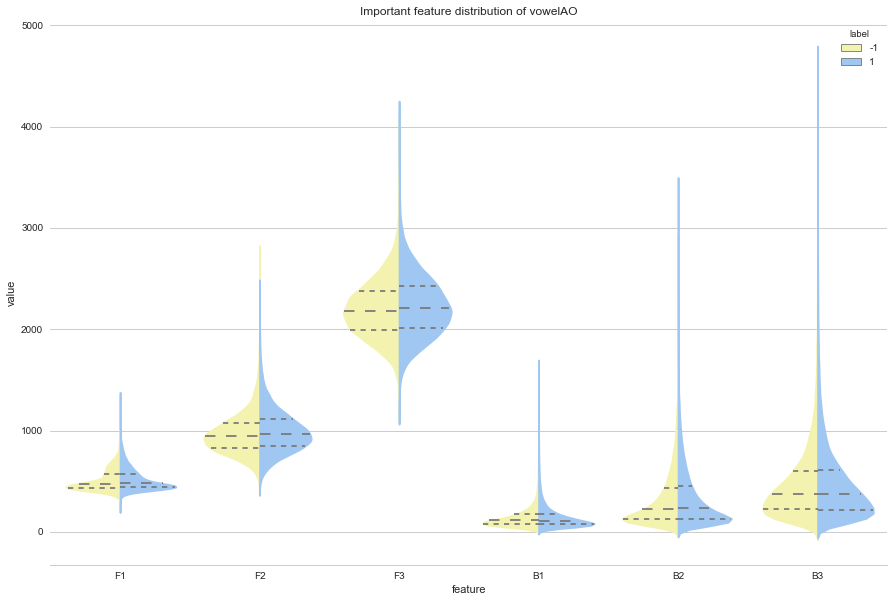 Important feature distribution of vowelAO
label
-1
1
value
5000
4000
3000
2000
1000
0
F1 F2 F3 B1 B2 B3
feature